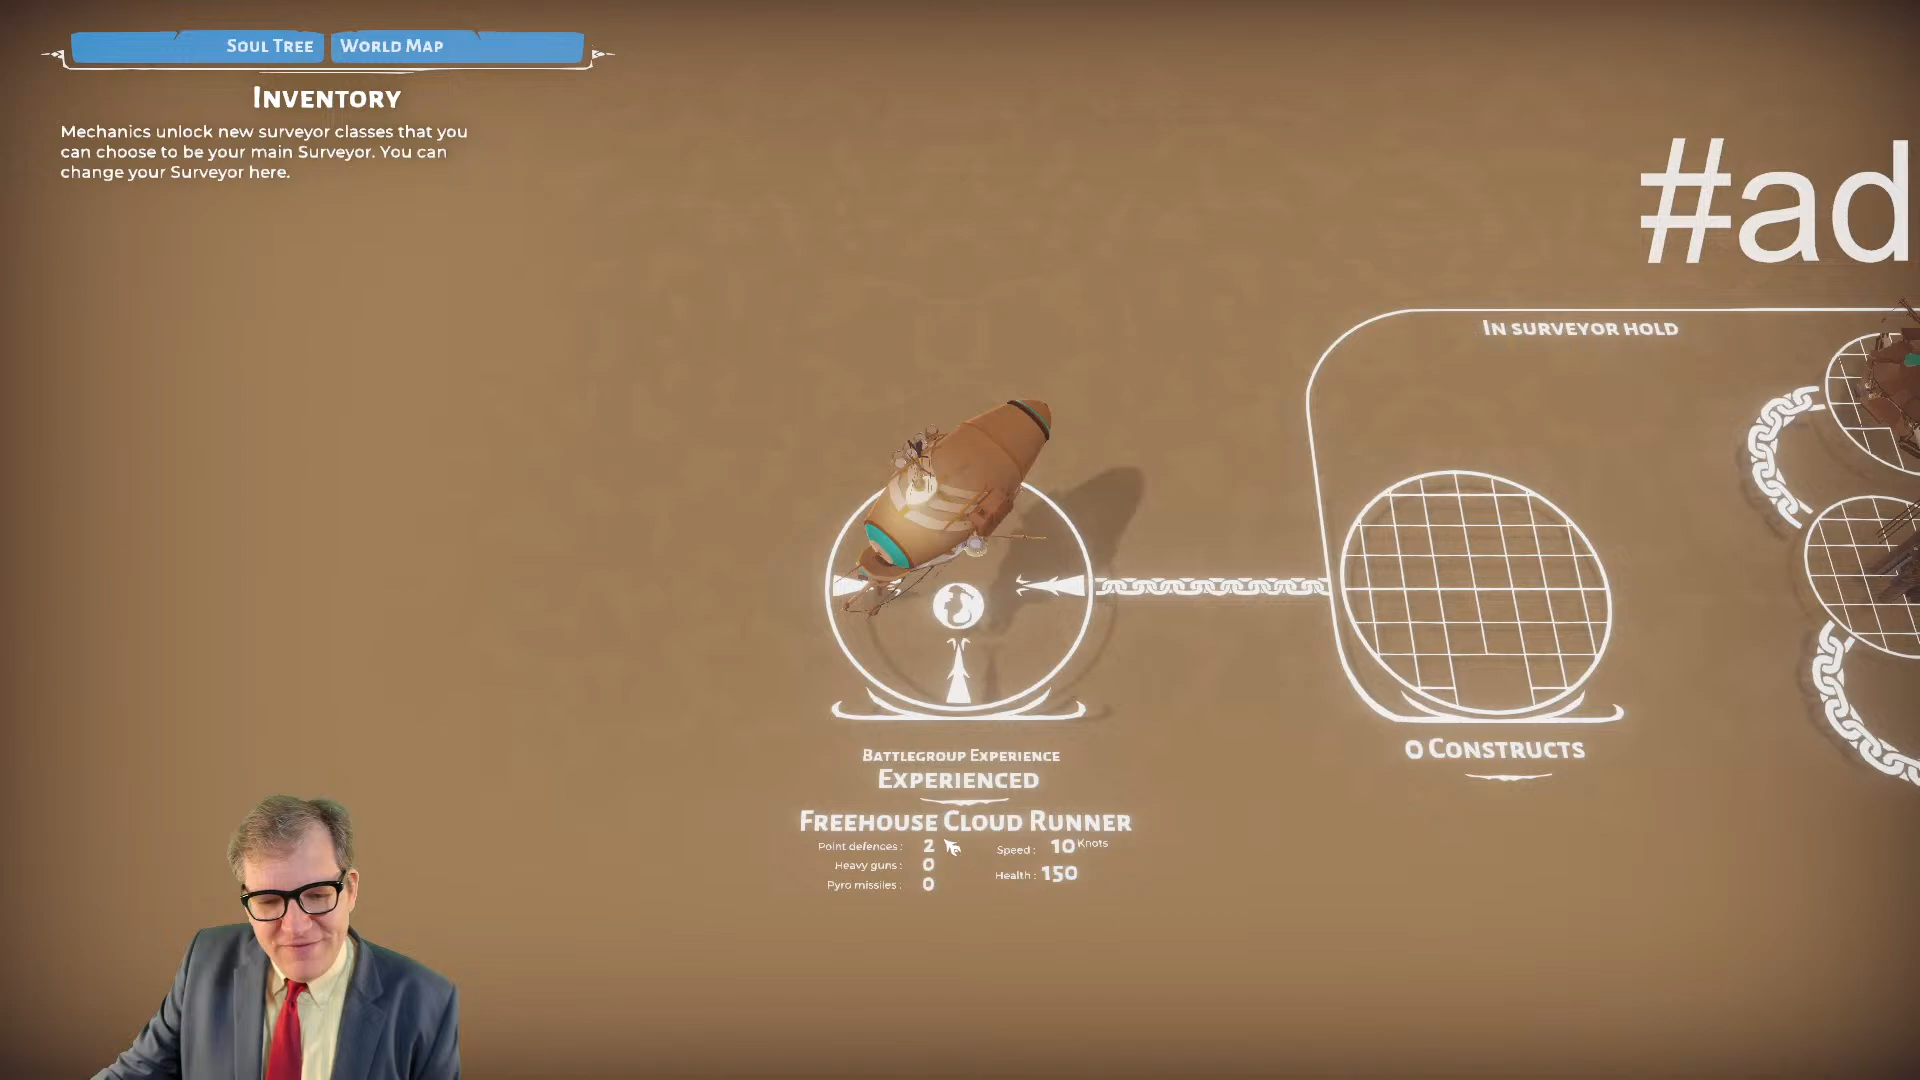 SOUL TREE
WORLD MAP
INVENTORY
Mechanics unlock new surveyor classes that you
can choose to be your main Surveyor. You can
change your Surveyor here.
#ad
IN SURVEYOR HOLD
0 CONSTRUCTS
BATTLEGROUP EXPERIENCE
EXPERIENCED
FREEHOUSE CLOUD RUNNER
Point defences : 2
Speed : 10 Knots
Heavy guns : 0
Health : 150
Pyro missiles : 0